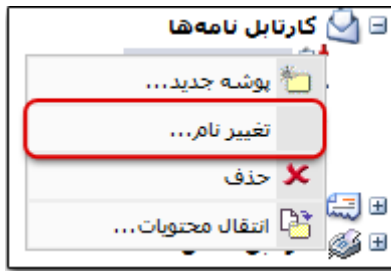 کارتابل نامه‌ها
پوشه جدید...
تغییر نام...
حذف
انتقال محتویات...